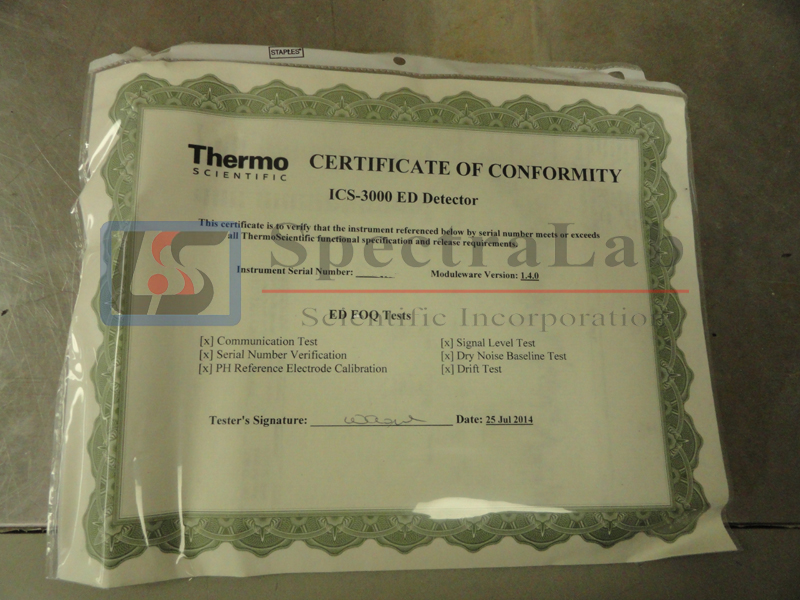 STAPLES
Thermo
SCIENTIFIC
CERTIFICATE OF CONFORMITY
ICS-3000 ED Detector
This certificate is to verify that the instrument referenced below by serial number meets or exceeds
all ThermoScientific functional specification and release requirements.
SpectraLab
Instrument Serial Number: Moduleware Version: 1.4.0
Scientific Incorporation
ED FOQ Tests
[x] Communication Test [x] Signal Level Test
[x] Serial Number Verification [x] Dry Noise Baseline Test
[x] PH Reference Electrode Calibration [x] Drift Test
Tester's Signature: Date: 25 Jul 2014